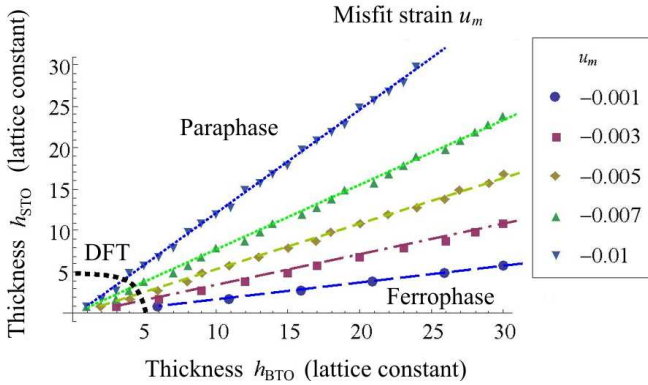 Misfit strain u_m
Thickness h_STO (lattice constant)
30
25
20
15
10
5
0
Paraphase
DFT
Ferrophase
5
10
15
20
25
30
Thickness h_BTO (lattice constant)
u_m
−0.001
−0.003
−0.005
−0.007
−0.01